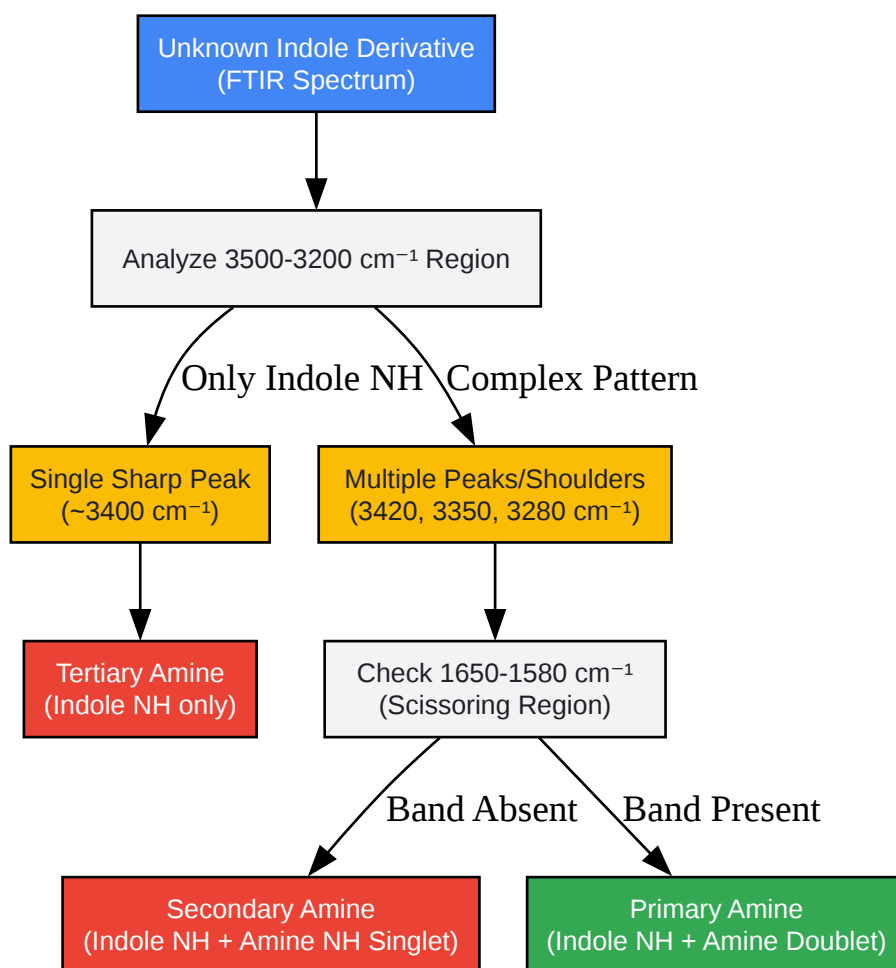 Unknown Indole Derivative
(FTIR Spectrum)
Analyze 3500-3200 cm⁻¹ Region
Only Indole NH
Complex Pattern
Single Sharp Peak
(~3400 cm⁻¹)
Multiple Peaks/Shoulders
(3420, 3350, 3280 cm⁻¹)
Tertiary Amine
(Indole NH only)
Check 1650-1580 cm⁻¹
(Scissoring Region)
Band Absent
Band Present
Secondary Amine
(Indole NH + Amine NH Singlet)
Primary Amine
(Indole NH + Amine Doublet)